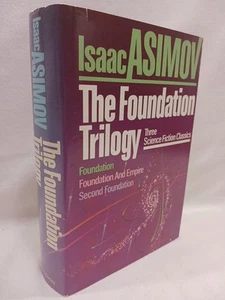 Isaac ASIMOV
The Foundation
Trilogy
Three
Science Fiction Classics
Foundation
Foundation And Empire
Second Foundation
Isaac
ASIMOV
The Foundation
Trilogy